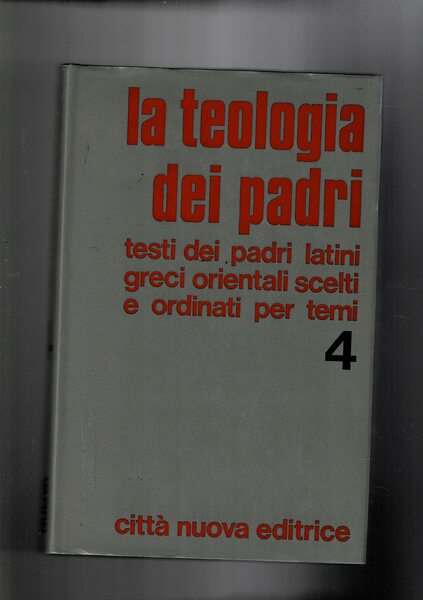 la teologia
dei padri
testi dei padri latini
greci orientali scelti
e ordinati per temi
4
città nuova editrice